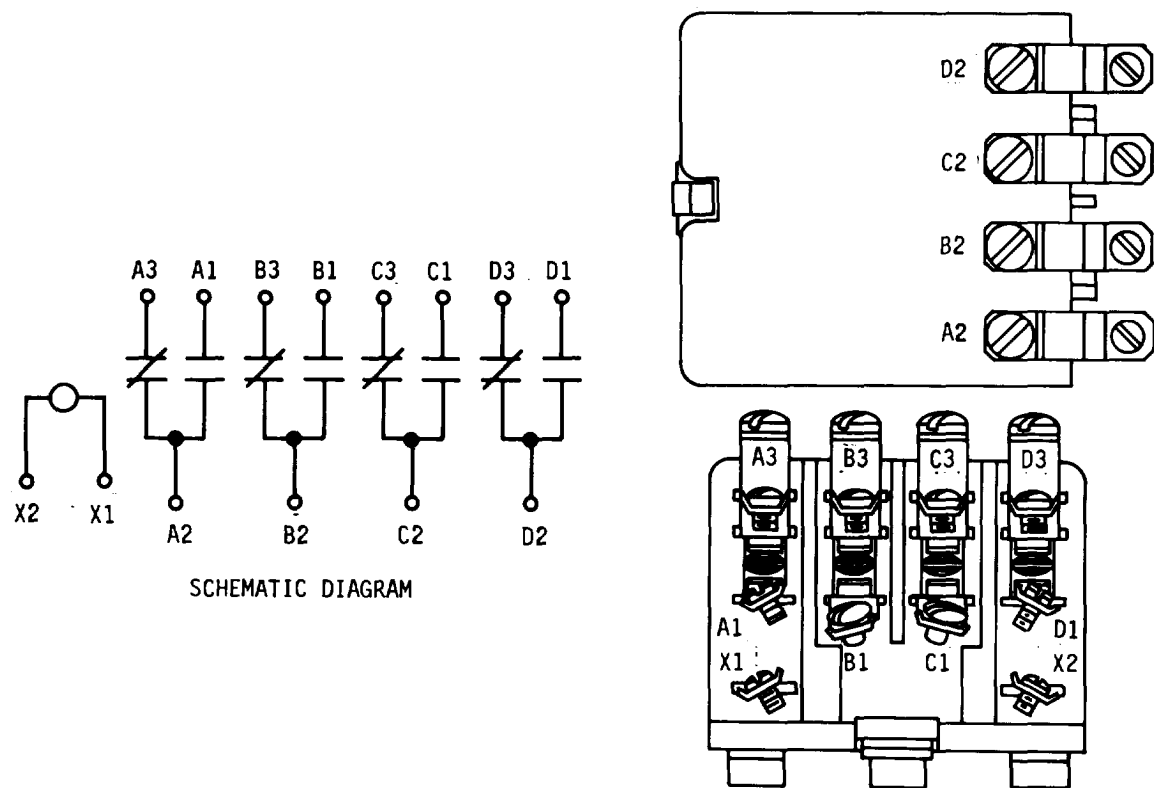 A3 A1 B3 B1 C3 C1 D3 D1
X2 X1
A2 B2 C2 D2
SCHEMATIC DIAGRAM
D2
C2
B2
A2
A3 B3 C3 D3
A1 D1
X1 B1 C1 X2